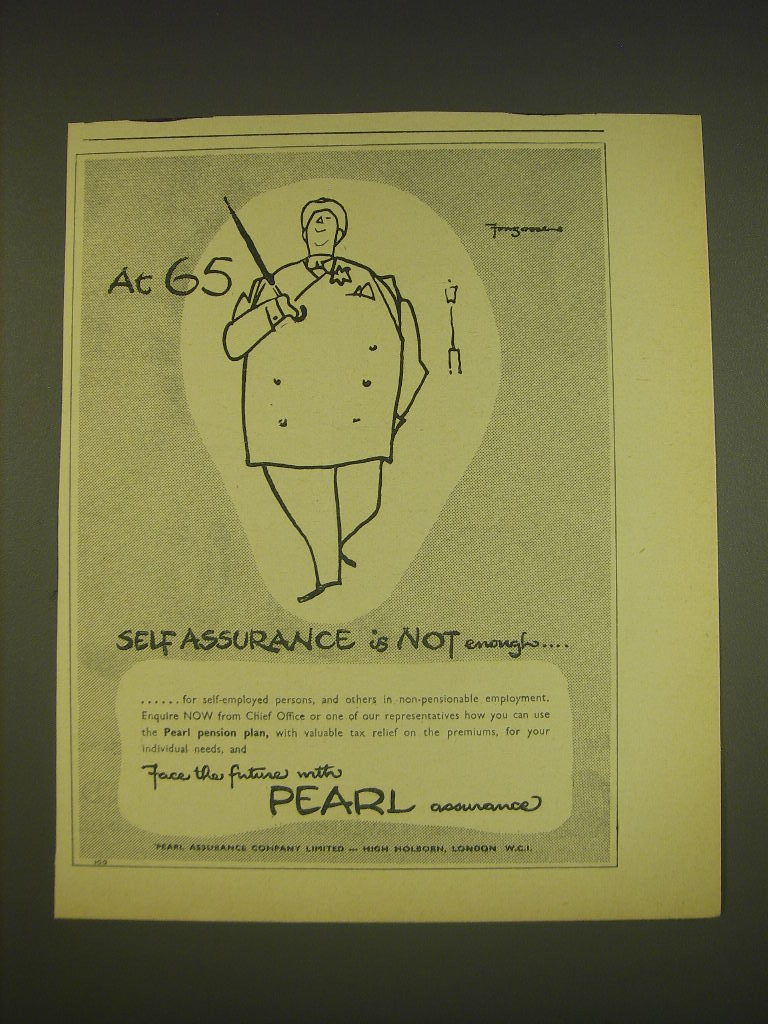 Fougasse
At 65
SELF ASSURANCE is NOT enough....
......for self-employed persons, and others in non-pensionable employment.
Enquire NOW from Chief Office or one of our representatives how you can use
the Pearl pension plan, with valuable tax relief on the premiums, for your
individual needs, and
Face the future with
PEARL assurance
PEARL ASSURANCE COMPANY LIMITED — HIGH HOLBORN, LONDON W.C.1.